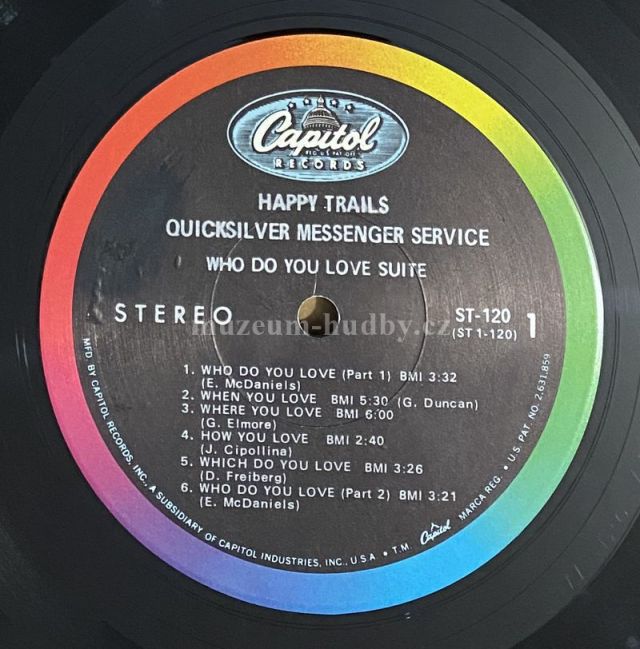 Capitol
REG. U.S. PAT. OFF.
RECORDS
HAPPY TRAILS
QUICKSILVER MESSENGER SERVICE
WHO DO YOU LOVE SUITE
STEREO
ST-120
(ST 1-120)
1
muzeum-hudby.cz
1. WHO DO YOU LOVE (Part 1) BMI 3:32
(E. McDaniels)
2. WHEN YOU LOVE BMI 5:30 (G. Duncan)
3. WHERE YOU LOVE BMI 6:00
(G. Elmore)
4. HOW YOU LOVE BMI 2:40
(J. Cipollina)
5. WHICH DO YOU LOVE BMI 3:26
(D. Freiberg)
6. WHO DO YOU LOVE (Part 2) BMI 3:21
(E. McDaniels)
MFD. BY CAPITOL RECORDS, INC., A SUBSIDIARY OF CAPITOL INDUSTRIES, INC., U.S.A. • T.M. Capitol MARCA REG. • U.S. PAT. NO. 2,631,859